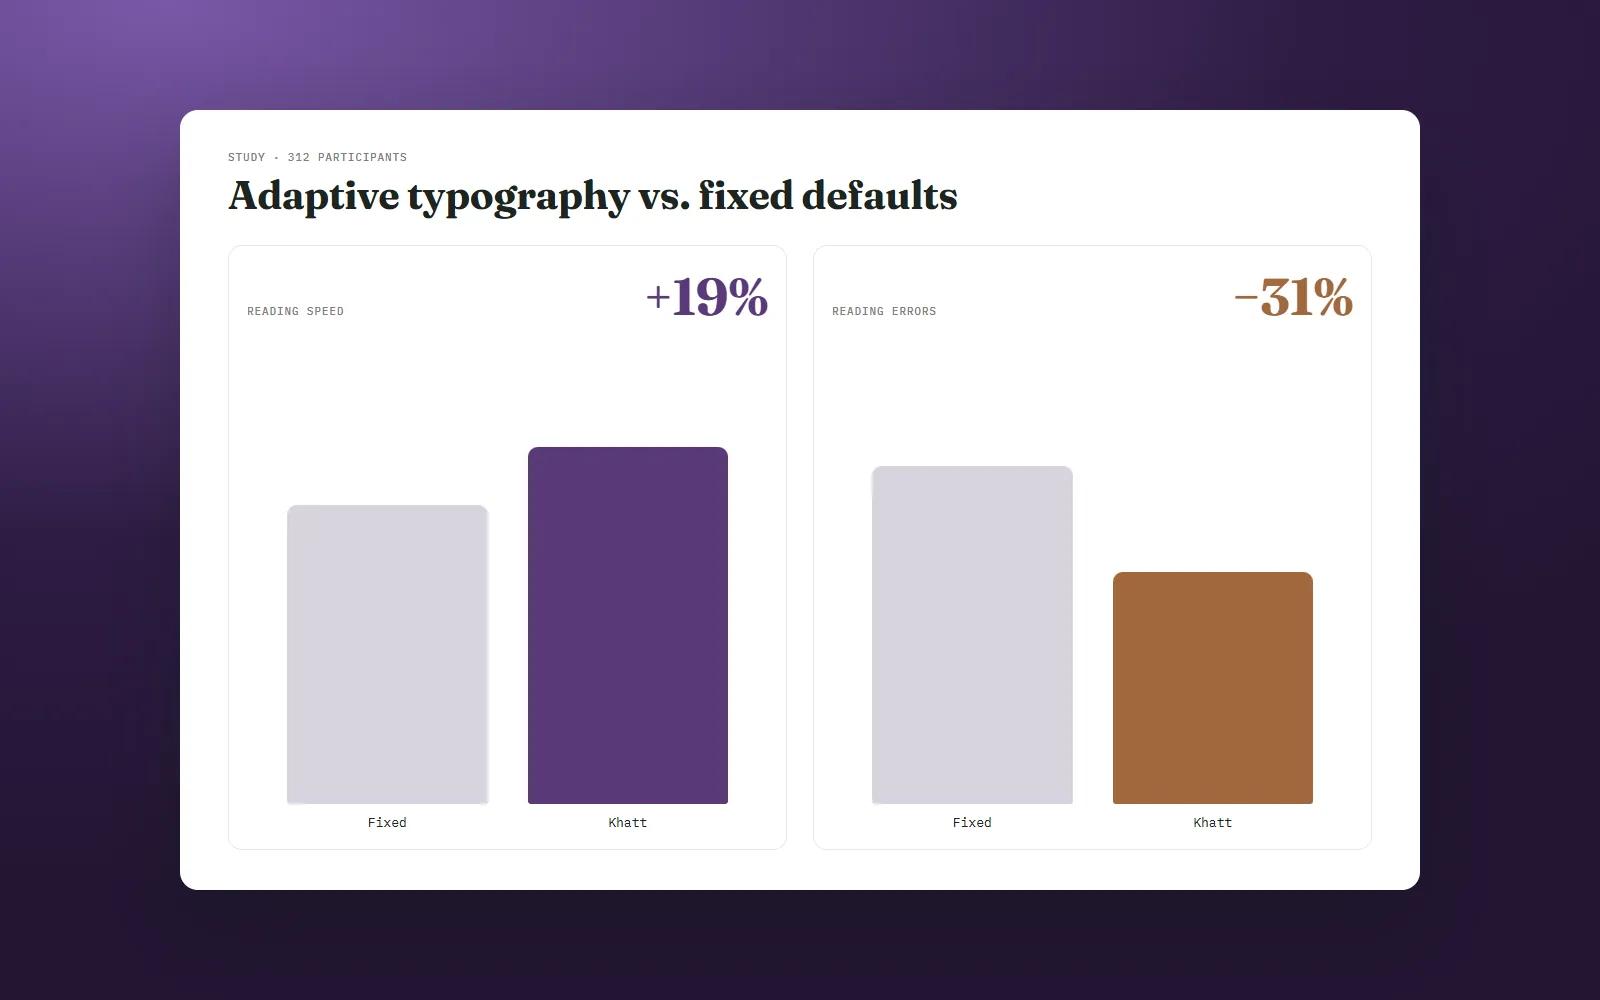 STUDY · 312 PARTICIPANTS
Adaptive typography vs. fixed defaults
READING SPEED
+19%
Fixed
Khatt
READING ERRORS
−31%
Fixed
Khatt